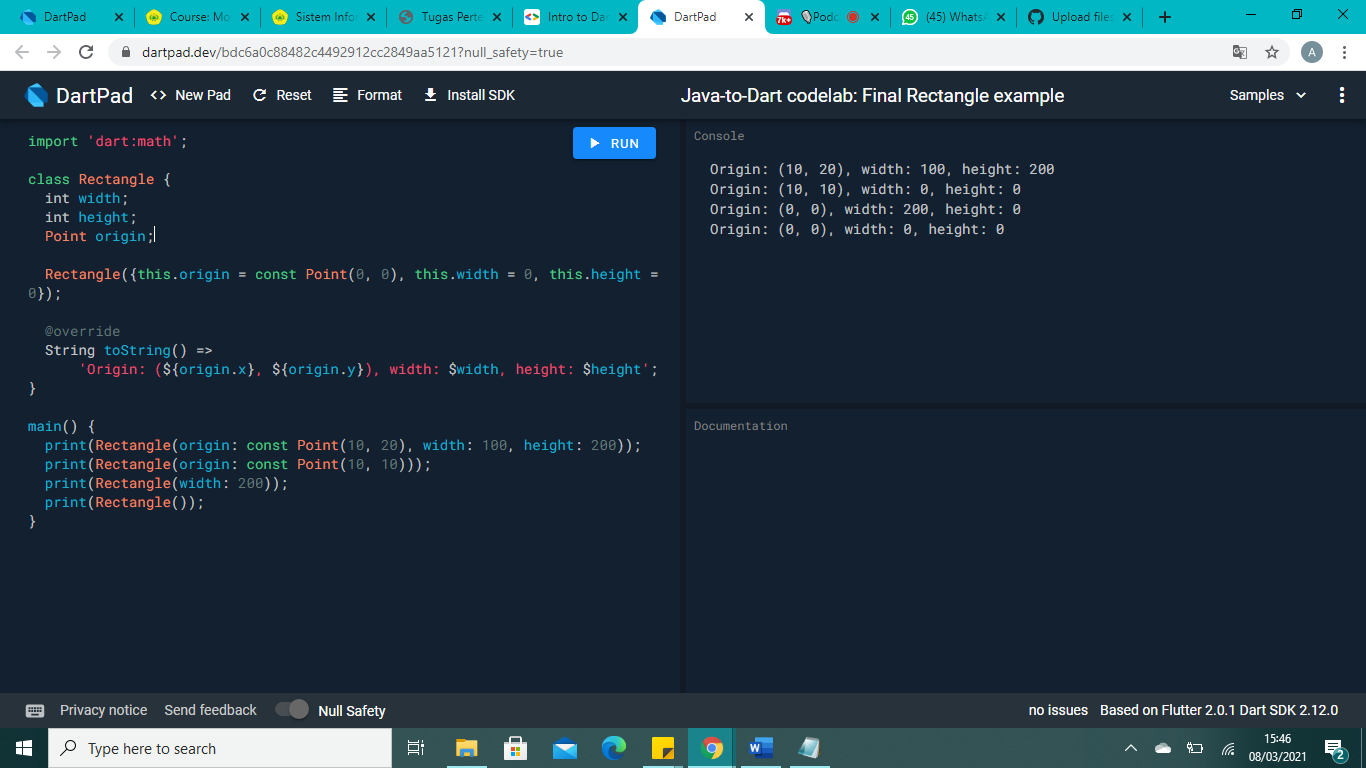 DartPad
Course: Mo
Sistem Infor
Tugas Perte
Intro to Dar
DartPad
7k+
Podc
45
(45) WhatsA
Upload files
dartpad.dev/bdc6a0c88482c4492912cc2849aa5121?null_safety=true
A
DartPad
<> New Pad
Reset
Format
Install SDK
Java-to-Dart codelab: Final Rectangle example
Samples
import 'dart:math';
RUN
class Rectangle {
int width;
int height;
Point origin;
Rectangle({this.origin = const Point(0, 0), this.width = 0, this.height =
0});
@override
String toString() =>
'Origin: (${origin.x}, ${origin.y}), width: $width, height: $height';
}
main() {
print(Rectangle(origin: const Point(10, 20), width: 100, height: 200));
print(Rectangle(origin: const Point(10, 10)));
print(Rectangle(width: 200));
print(Rectangle());
}
Console
Origin: (10, 20), width: 100, height: 200
Origin: (10, 10), width: 0, height: 0
Origin: (0, 0), width: 200, height: 0
Origin: (0, 0), width: 0, height: 0
Documentation
Privacy notice
Send feedback
Null Safety
no issues
Based on Flutter 2.0.1 Dart SDK 2.12.0
Type here to search
15:46
08/03/2021
2